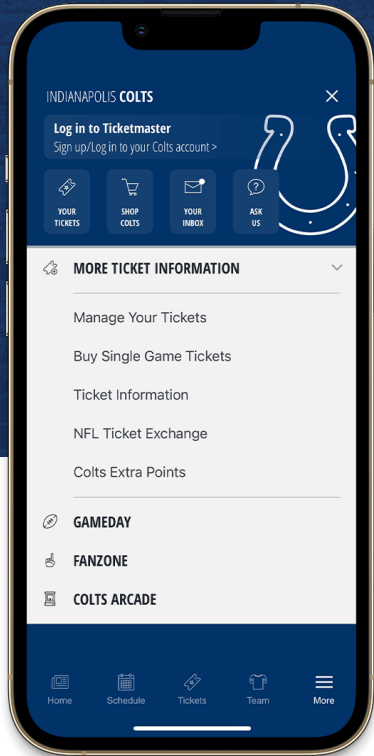 INDIANAPOLIS COLTS
Log in to Ticketmaster
Sign up/Log in to your Colts account >
YOUR
TICKETS
SHOP
COLTS
YOUR
INBOX
ASK
US
MORE TICKET INFORMATION
Manage Your Tickets
Buy Single Game Tickets
Ticket Information
NFL Ticket Exchange
Colts Extra Points
GAMEDAY
FANZONE
COLTS ARCADE
Home
Schedule
Tickets
Team
More